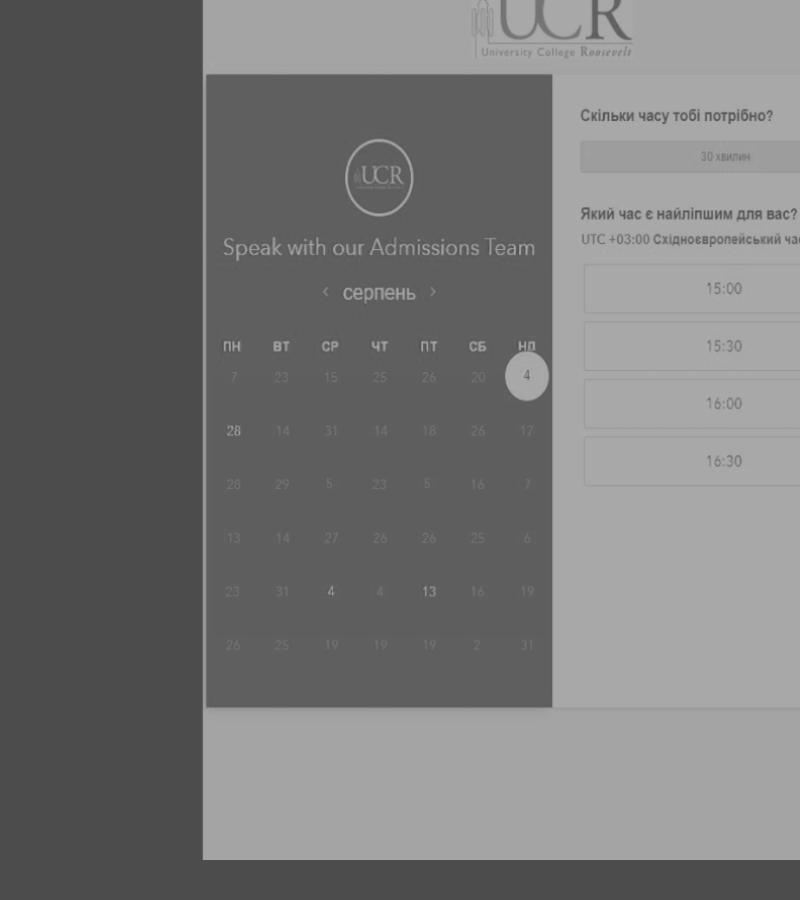 UCR
University College Roosevelt
UCR
Speak with our Admissions Team
‹ серпень ›
ПН ВТ СР ЧТ ПТ СБ НД
7 23 15 25 26 20 4
28 14 31 14 18 26 17
28 29 5 23 5 16 7
13 14 27 26 26 25 6
23 31 4 4 13 16 19
26 25 19 19 19 2 31
Скільки часу тобі потрібно?
30 хвилин
Який час є найліпшим для вас?
UTC +03:00 Східноєвропейський
15:00
15:30
16:00
16:30